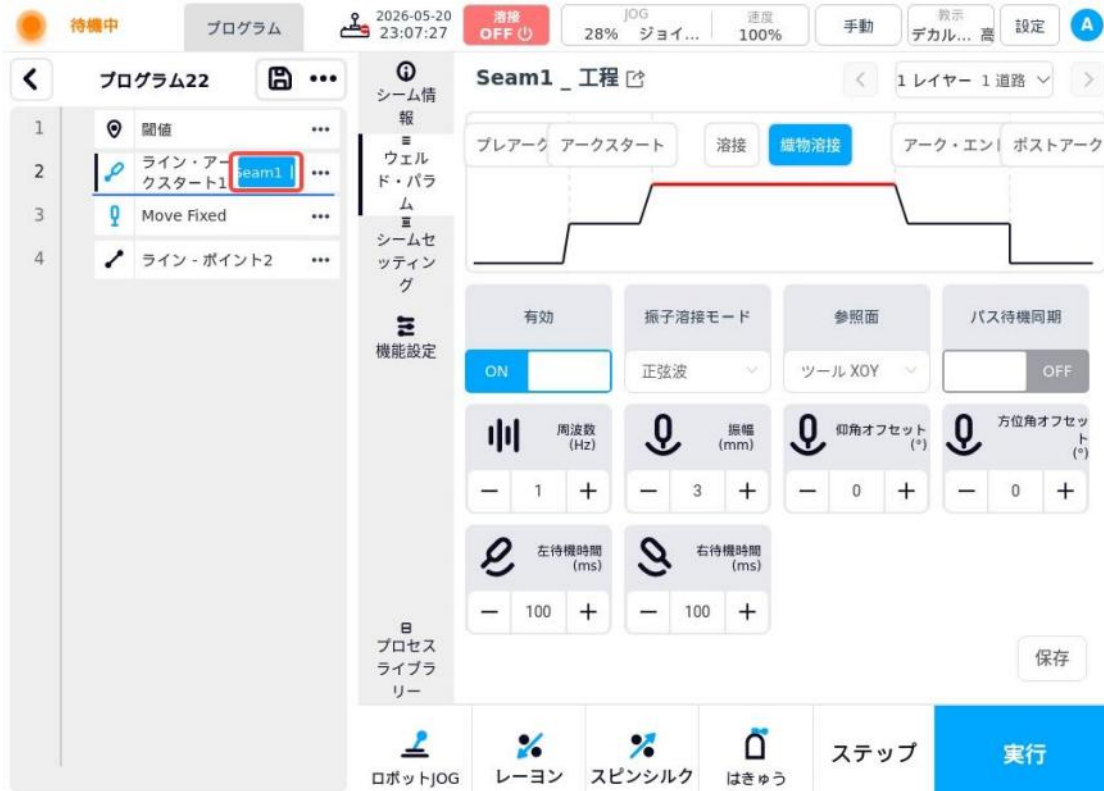 待機中
プログラム
2026-05-20
23:07:27
溶接
OFF
JOG
28% ジョイ...
速度
100%
手動
教示
デカル... 高
設定
A
プログラム22
1 閾値
2 ライン・アー
クスタート1
Seam1
3 Move Fixed
4 ライン - ポイント2
シーム情
報
ウェル
ド・パラ
ム
シームセ
ッティン
グ
機能設定
プロセス
ライブラ
リー
Seam1 _ 工程
1 レイヤー 1 道路
プレアーク
アークスタート
溶接
織物溶接
アーク・エン
ポストアーク
有効
ON
振子溶接モード
正弦波
参照面
ツール XOY
パス待機同期
OFF
周波数
(Hz)
1
振幅
(mm)
3
仰角オフセット
(°)
0
方位角オフセッ
ト
(°)
0
左待機時間
(ms)
100
右待機時間
(ms)
100
保存
ロボットJOG
レーヨン
スピンシルク
はきゅう
ステップ
実行